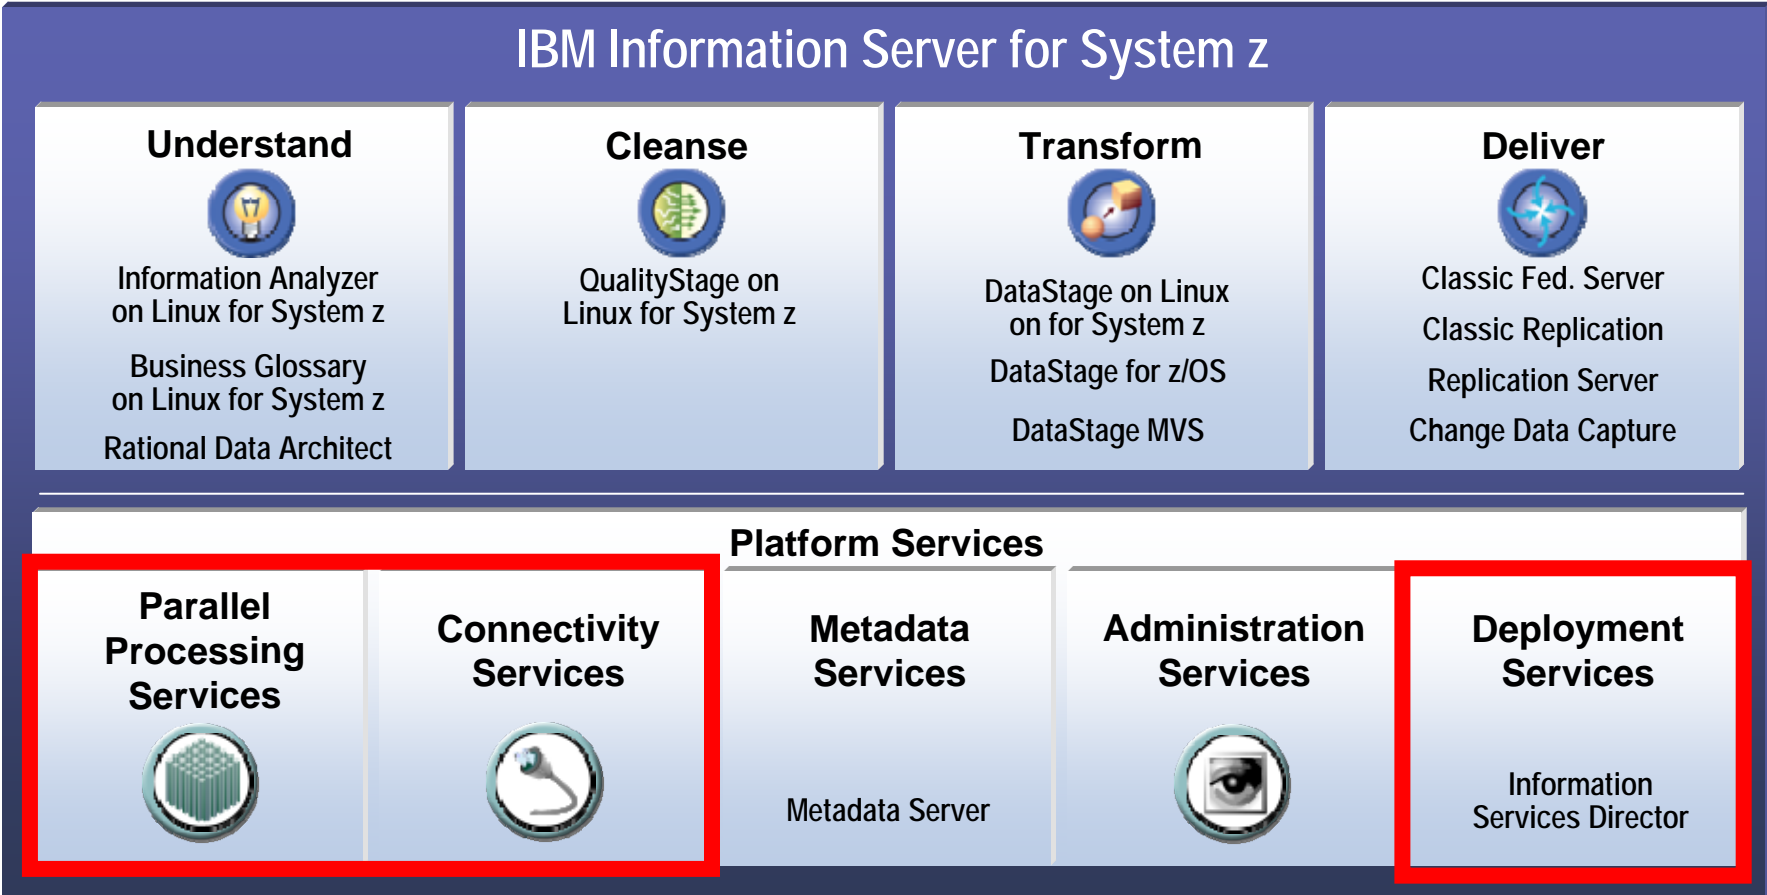 IBM Information Server for System z
Understand
Information Analyzer
on Linux for System z
Business Glossary
on Linux for System z
Rational Data Architect
Cleanse
QualityStage on
Linux for System z
Transform
DataStage on Linux
on for System z
DataStage for z/OS
DataStage MVS
Deliver
Classic Fed. Server
Classic Replication
Replication Server
Change Data Capture
Platform Services
Parallel
Processing
Services
Connectivity
Services
Metadata
Services
Metadata Server
Administration
Services
Deployment
Services
Information
Services Director